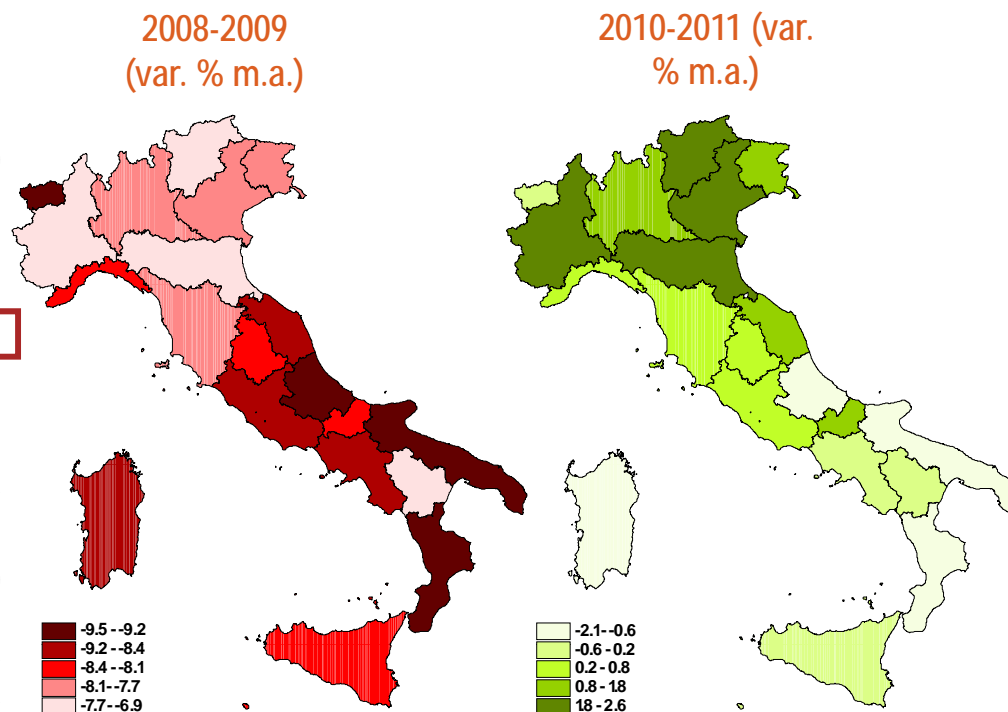 2008-2009
(var. % m.a.)
2010-2011 (var.
% m.a.)
-9.5 --9.2
-9.2 --8.4
-8.4 --8.1
-8.1--7.7
-7.7 --6.9
-2.1--0.6
-0.6 - 0.2
0.2 - 0.8
0.8 - 1.8
1.8 - 2.6